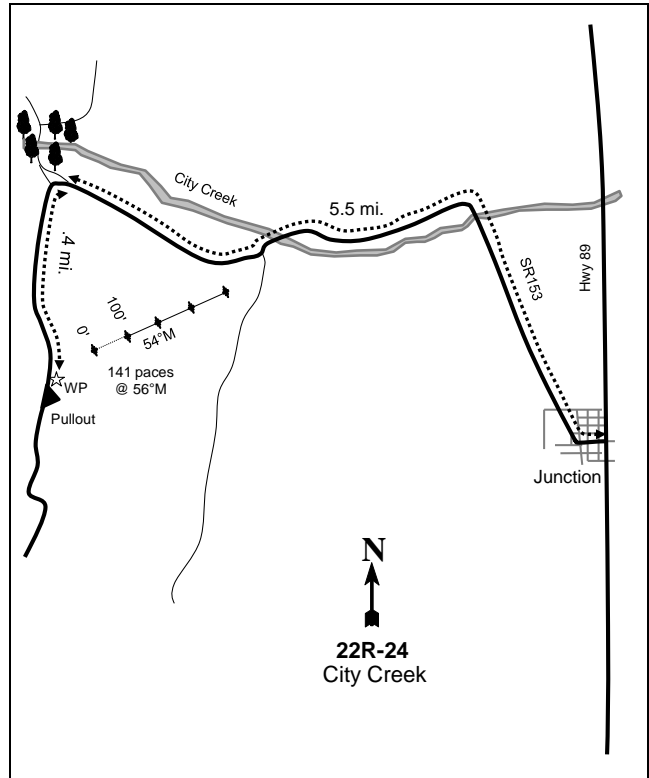 City Creek
5.5 mi.
.4 mi.
SR153
Hwy 89
0'
100'
54°M
141 paces
@ 56°M
WP
Pullout
Junction
N
22R-24
City Creek